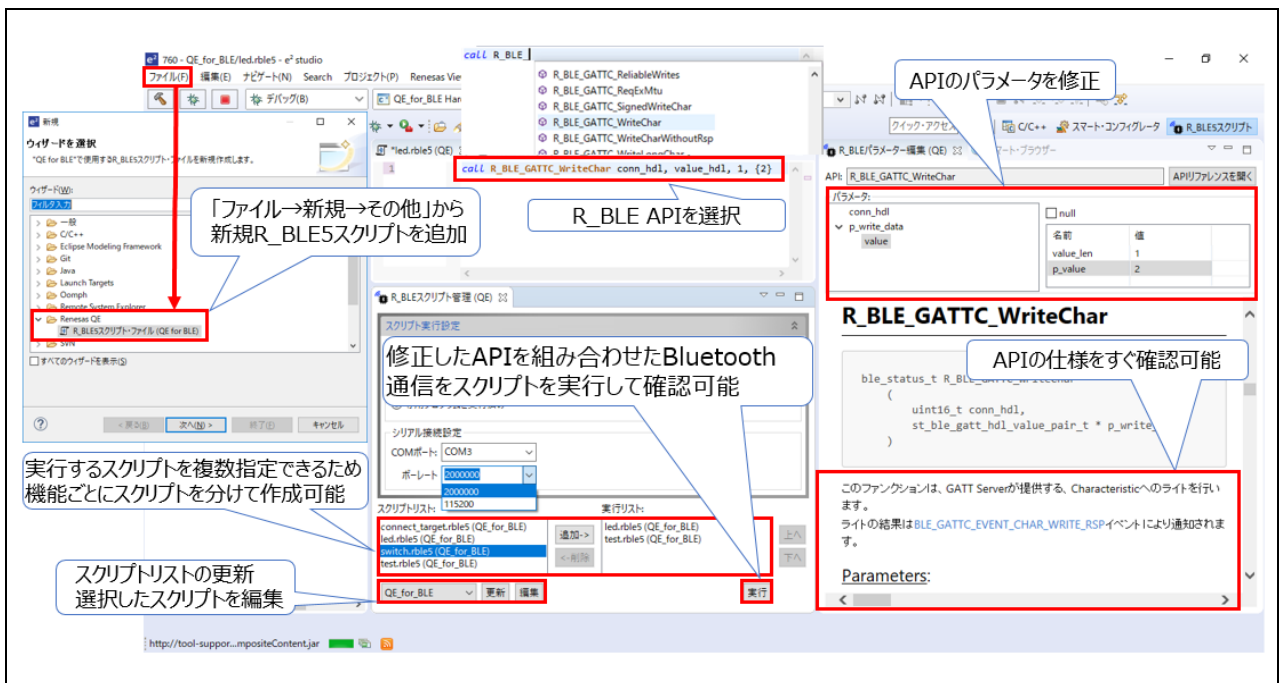 760 - QE_for_BLE/led.rble5 - e² studio
ファイル(F) 編集(E) ナビゲート(N) Search プロジェクト(P) Renesas Vie
デバッグ(B)
QE_for_BLE Har
call R_BLE_
R_BLE_GATTC_ReliableWrites
R_BLE_GATTC_ReqExMtu
R_BLE_GATTC_SignedWriteChar
R_BLE_GATTC_WriteChar
R_BLE_GATTC_WriteCharWithoutRsp
*led.rble5 (QE)
1
call R_BLE_GATTC_WriteChar conn_hdl, value_hdl, 1, {2}
R_BLE APIを選択
新規
ウィザードを選択
"QE for BLE"で使用するR_BLE5スクリプト・ファイルを新規作成します。
ウィザード(W):
フィルタ入力
一般
C/C++
Eclipse Modeling Framework
Git
Java
Launch Targets
Oomph
Remote System Explorer
Renesas QE
R_BLE5スクリプト・ファイル (QE for BLE)
SVN
すべてのウィザードを表示(S)
< 戻る(B) 次へ(N) > 終了(F) キャンセル
「ファイル→新規→その他」から
新規R_BLE5スクリプトを追加
R_BLEスクリプト管理 (QE)
スクリプト実行設定
修正したAPIを組み合わせたBluetooth
通信をスクリプトを実行して確認可能
シリアル接続設定
COMポート: COM3
ボーレート 2000000
2000000
115200
スクリプトリスト:
connect_target.rble5 (QE_for_BLE)
led.rble5 (QE_for_BLE)
switch.rble5 (QE_for_BLE)
test.rble5 (QE_for_BLE)
追加->
<-削除
実行リスト:
led.rble5 (QE_for_BLE)
test.rble5 (QE_for_BLE)
上へ
下へ
QE_for_BLE 更新 編集 実行
実行するスクリプトを複数指定できるため
機能ごとにスクリプトを分けて作成可能
スクリプトリストの更新
選択したスクリプトを編集
APIのパラメータを修正
クイック・アクセス
C/C++ スマート・コンフィグレータ R_BLE5スクリプト
R_BLEパラメーター編集 (QE) マート・ブラウザー
API: R_BLE_GATTC_WriteChar APIリファレンスを開く
パラメータ:
conn_hdl
p_write_data
value
null
名前 値
value_len 1
p_value 2
R_BLE_GATTC_WriteChar
APIの仕様をすぐ確認可能
ble_status_t R_BLE_GATTC_WriteChar
(
uint16_t conn_hdl,
st_ble_gatt_hdl_value_pair_t * p_write_
)
このファンクションは、GATT Serverが提供する、Characteristicへのライトを行い
ます。
ライトの結果はBLE_GATTC_EVENT_CHAR_WRITE_RSPイベントにより通知されま
す。
Parameters:
http://tool-suppor...mpositeContent.jar